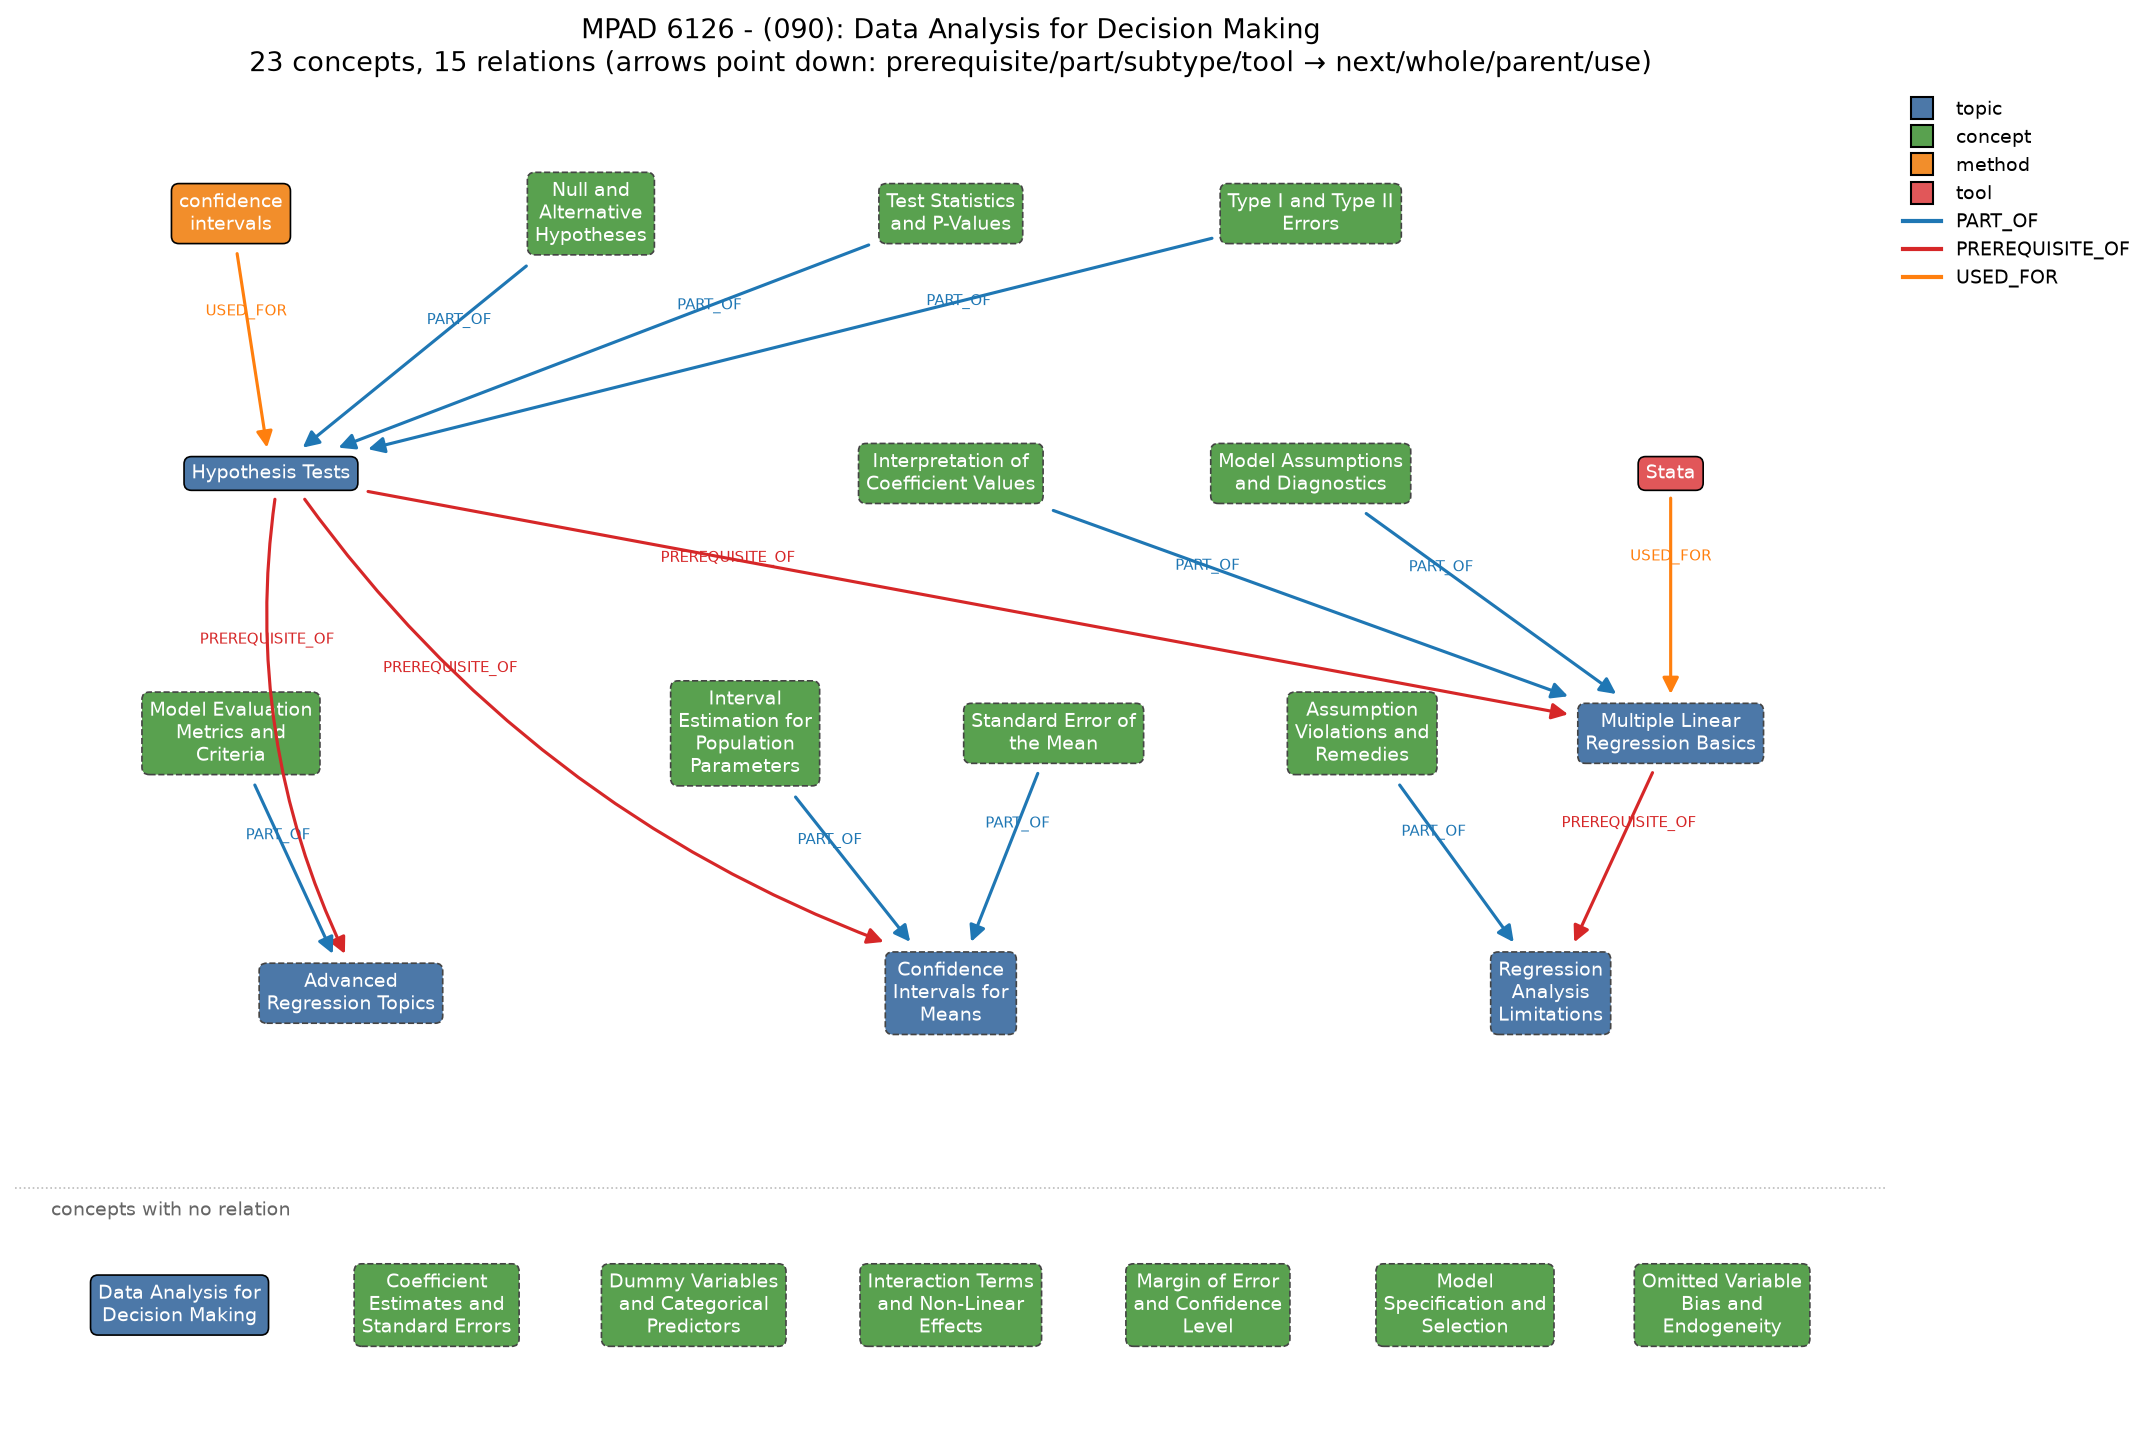 MPAD 6126 - (090): Data Analysis for Decision Making
23 concepts, 15 relations (arrows point down: prerequisite/part/subtype/tool → next/whole/parent/use)
topic
concept
method
tool
PART_OF
PREREQUISITE_OF
USED_FOR
confidence
intervals
Null and
Alternative
Hypotheses
Test Statistics
and P-Values
Type I and Type II
Errors
USED_FOR
PART_OF
PART_OF
PART_OF
Hypothesis Tests
Interpretation of
Coefficient Values
Model Assumptions
and Diagnostics
Stata
PREREQUISITE_OF
PART_OF
PART_OF
USED_FOR
PREREQUISITE_OF
PREREQUISITE_OF
Model Evaluation
Metrics and
Criteria
Interval
Estimation for
Population
Parameters
Standard Error of
the Mean
Assumption
Violations and
Remedies
Multiple Linear
Regression Basics
PART_OF
PART_OF
PART_OF
PART_OF
PREREQUISITE_OF
Advanced
Regression Topics
Confidence
Intervals for
Means
Regression
Analysis
Limitations
concepts with no relation
Data Analysis for
Decision Making
Coefficient
Estimates and
Standard Errors
Dummy Variables
and Categorical
Predictors
Interaction Terms
and Non-Linear
Effects
Margin of Error
and Confidence
Level
Model
Specification and
Selection
Omitted Variable
Bias and
Endogeneity